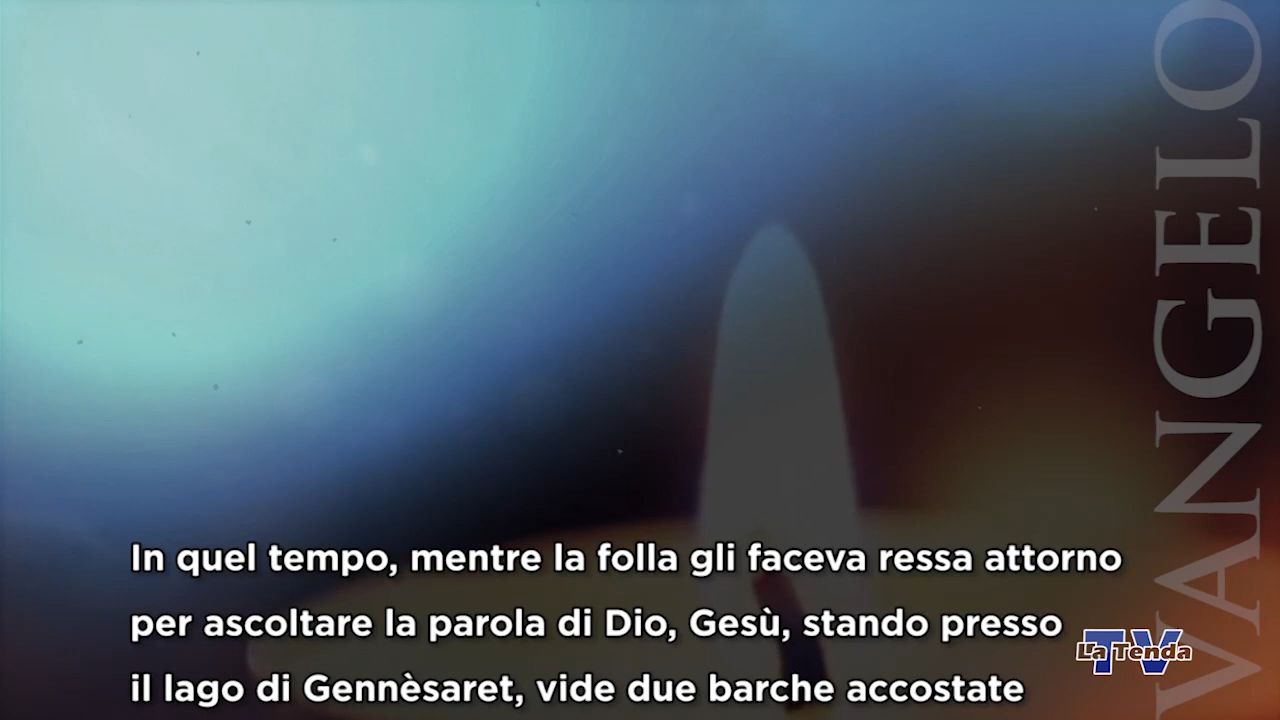 In quel tempo, mentre la folla gli faceva ressa attorno
per ascoltare la parola di Dio, Gesù, stando presso
il lago di Gennèsaret, vide due barche accostate
VANGELO
TV
La Tenda